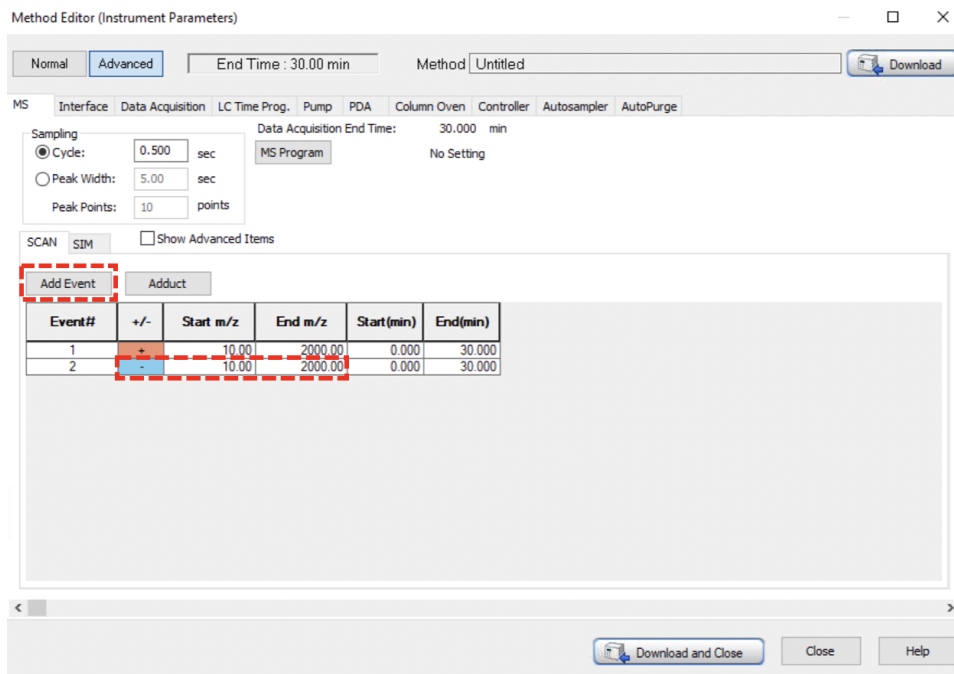 Method Editor (Instrument Parameters)
Normal Advanced End Time : 30.00 min Method Untitled Download
MS Interface Data Acquisition LC Time Prog. Pump PDA Column Oven Controller Autosampler AutoPurge
Sampling Data Acquisition End Time: 30.000 min
Cycle: 0.500 sec MS Program No Setting
Peak Width: 5.00 sec
Peak Points: 10 points
SCAN SIM Show Advanced Items
Add Event Adduct
Event# +/- Start m/z End m/z Start(min) End(min)
1 + 10.00 2000.00 0.000 30.000
2 - 10.00 2000.00 0.000 30.000
Download and Close Close Help